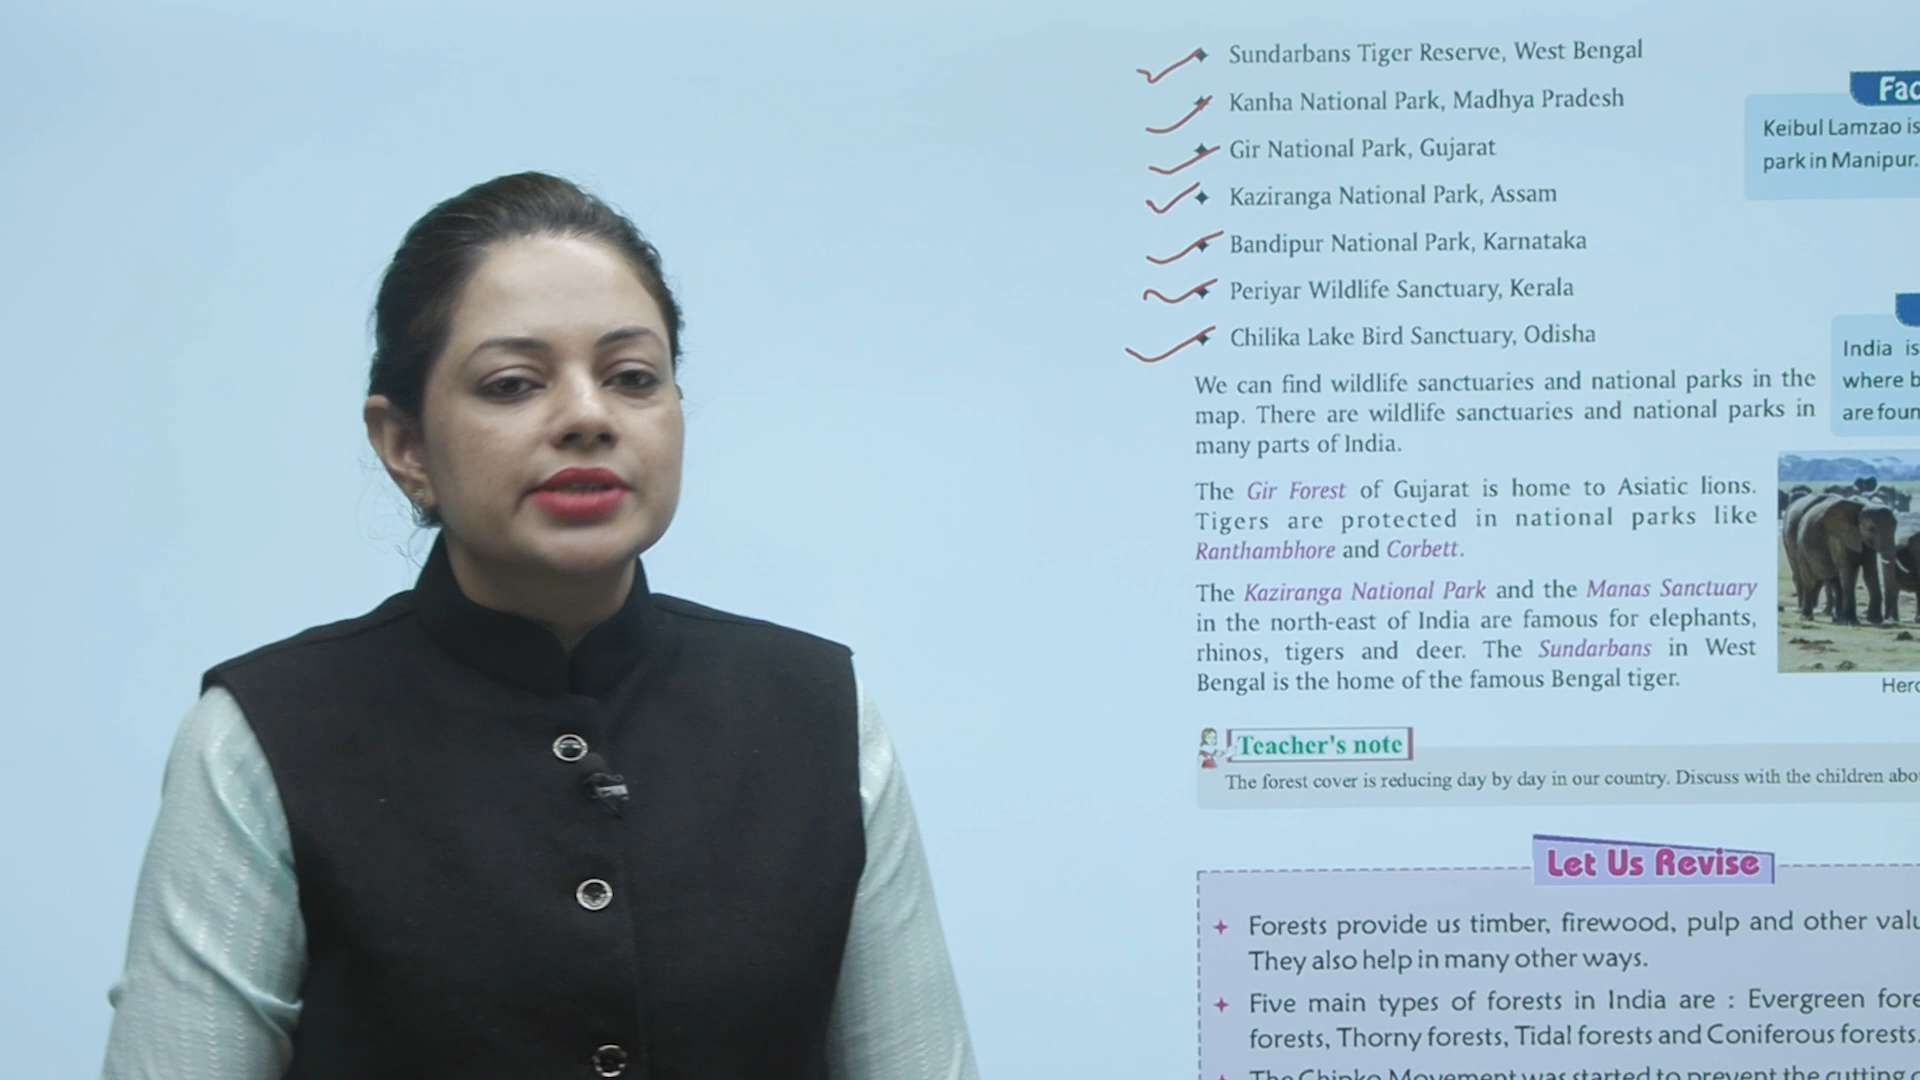 Sundarbans Tiger Reserve, West Bengal
Kanha National Park, Madhya Pradesh
Gir National Park, Gujarat
Kaziranga National Park, Assam
Bandipur National Park, Karnataka
Periyar Wildlife Sanctuary, Kerala
Chilika Lake Bird Sanctuary, Odisha
Keibul Lamzao is
park in Manipur.
India is
where
are
We can find wildlife sanctuaries and national parks in the
map. There are wildlife sanctuaries and national parks in
many parts of India.
The Gir Forest of Gujarat is home to Asiatic lions.
Tigers are protected in national parks like
Ranthambhore and Corbett.
The Kaziranga National Park and the Manas Sanctuary
in the north-east of India are famous for elephants,
rhinos, tigers and deer. The Sundarbans in West
Bengal is the home of the famous Bengal tiger.
Teacher's note
The forest cover is reducing day by day in our country. Discuss with the children
Let Us Revise
Forests provide us timber, firewood, pulp and other
They also help in many other ways.
Five main types of forests in India are : Evergreen
forests, Thorny forests, Tidal forests and Coniferous forests.
The Chipko Movement was started to prevent the cutting